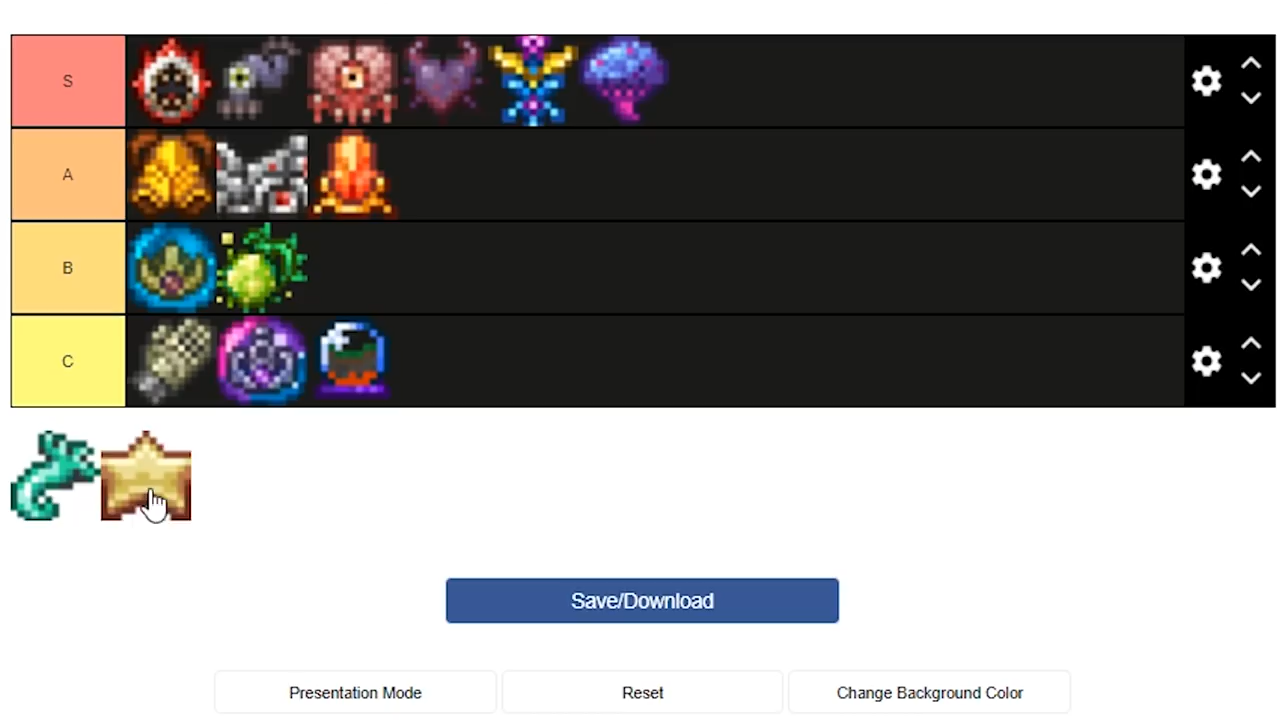 S
A
B
C
Save/Download
Presentation Mode
Reset
Change Background Color